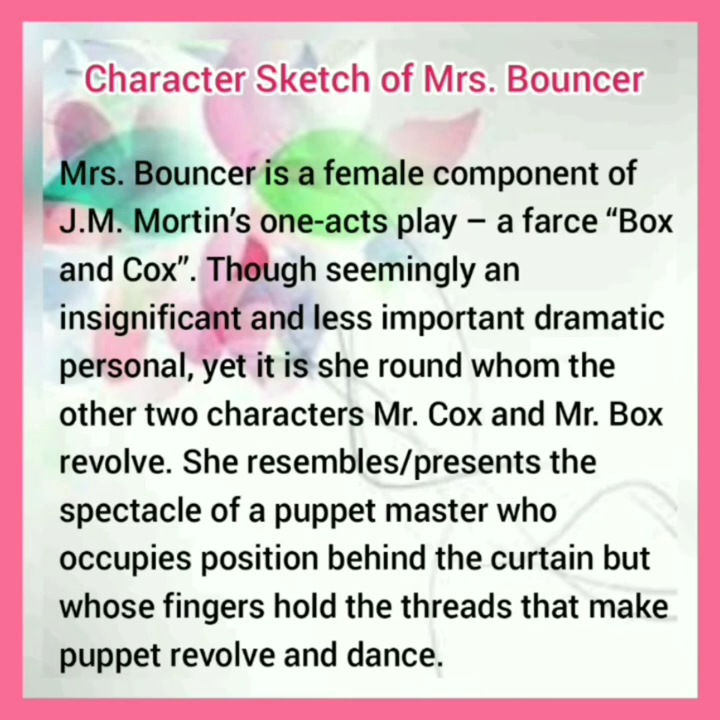 Character Sketch of Mrs. Bouncer
Mrs. Bouncer is a female component of
J.M. Mortin's one-acts play – a farce “Box
and Cox”. Though seemingly an
insignificant and less important dramatic
personal, yet it is she round whom the
other two characters Mr. Cox and Mr. Box
revolve. She resembles/presents the
spectacle of a puppet master who
occupies position behind the curtain but
whose fingers hold the threads that make
puppet revolve and dance.